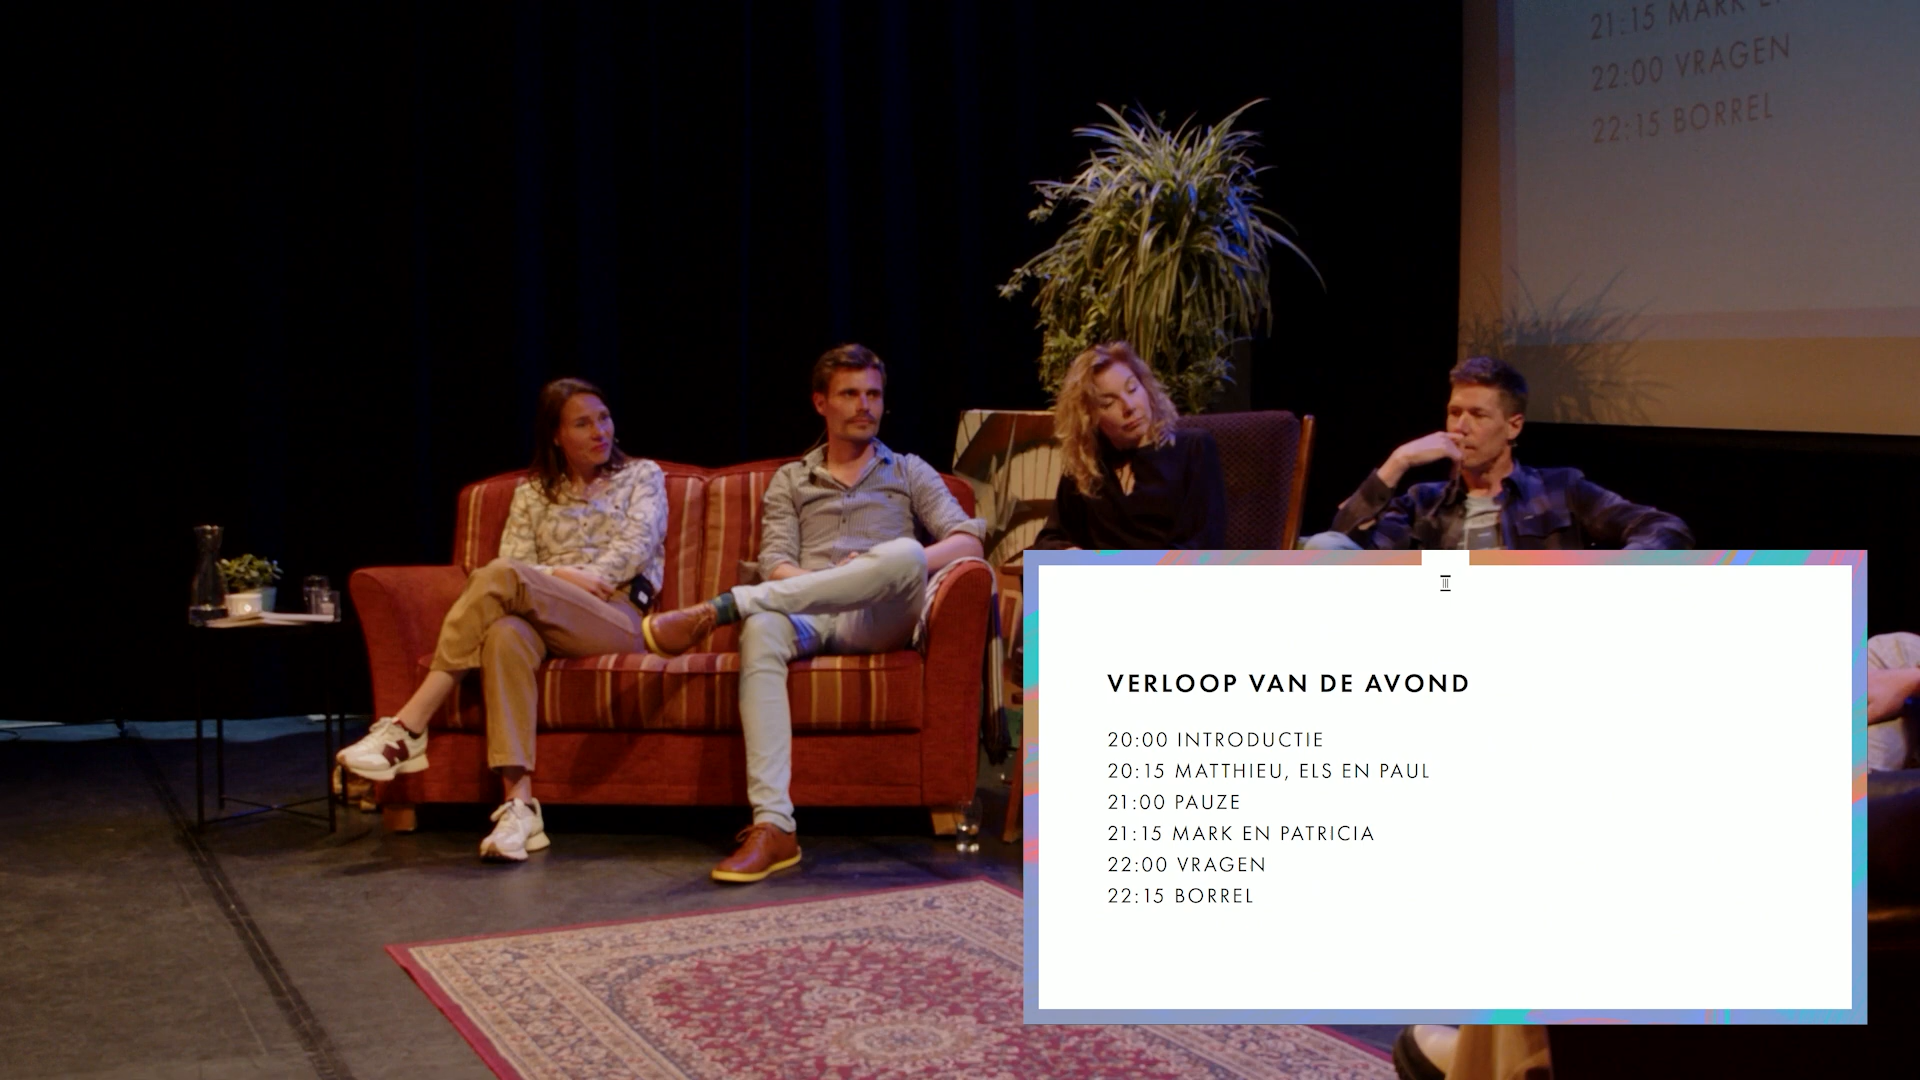 21:15 MARK
22:00 VRAGEN
22:15 BORREL
VERLOOP VAN DE AVOND
20:00 INTRODUCTIE
20:15 MATTHIEU, ELS EN PAUL
21:00 PAUZE
21:15 MARK EN PATRICIA
22:00 VRAGEN
22:15 BORREL